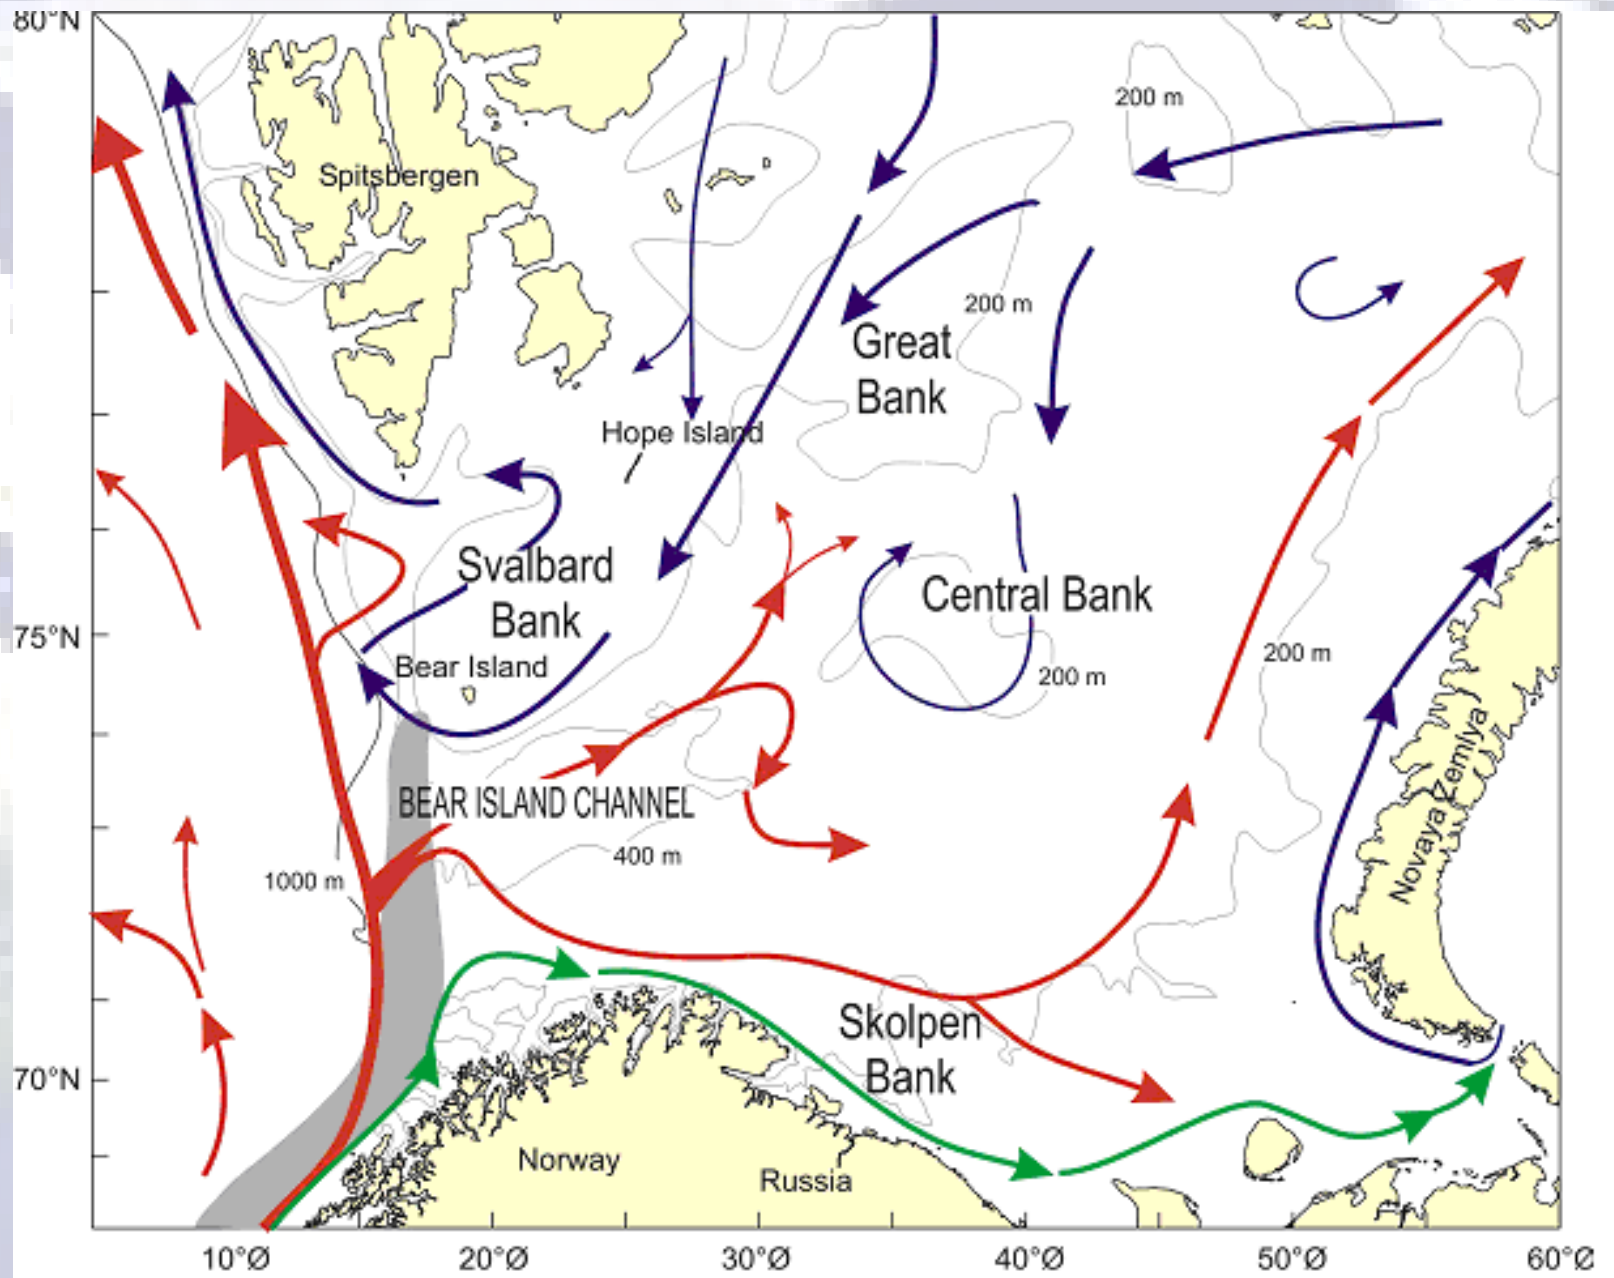 80°N
200 m
Spitsbergen
200 m
Great
Bank
Hope Island
Svalbard
Bank
Central Bank
75°N
Bear Island
200 m
200 m
BEAR ISLAND CHANNEL
Novaya Zemlya
400 m
1000 m
Skolpen
Bank
70°N
Norway
Russia
10°Ø
20°Ø
30°Ø
40°Ø
50°Ø
60°Ø